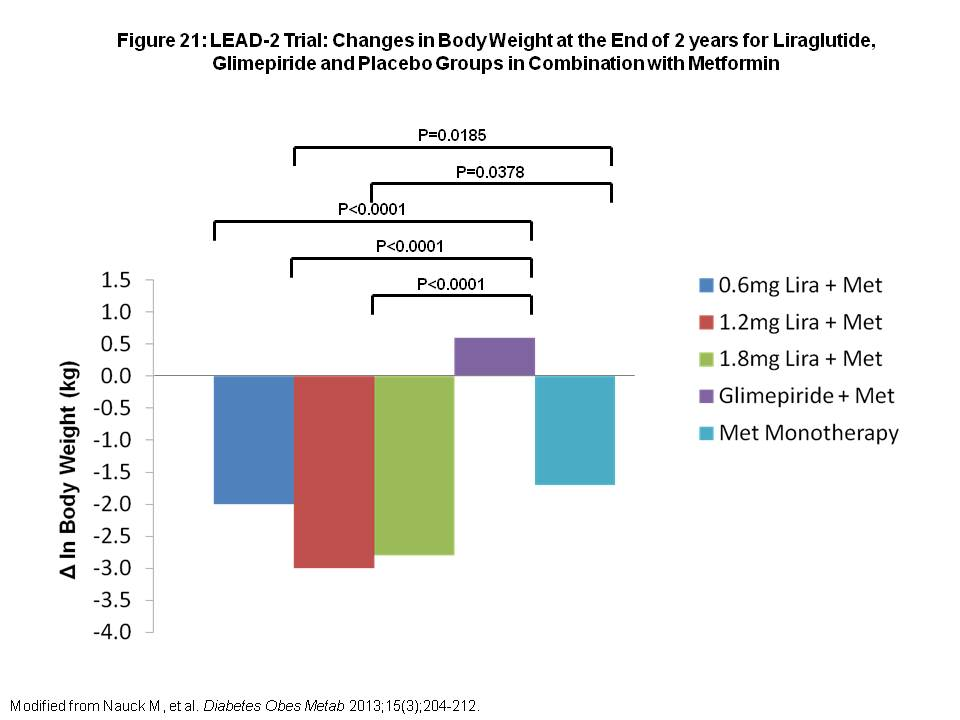 Figure 21: LEAD-2 Trial: Changes in Body Weight at the End of 2 years for Liraglutide,
Glimepiride and Placebo Groups in Combination with Metformin
P=0.0185
P=0.0378
P<0.0001
P<0.0001
P<0.0001
Δ In Body Weight (kg)
1.5
1.0
0.5
0.0
-0.5
-1.0
-1.5
-2.0
-2.5
-3.0
-3.5
-4.0
0.6mg Lira + Met
1.2mg Lira + Met
1.8mg Lira + Met
Glimepiride + Met
Met Monotherapy
Modified from Nauck M, et al. Diabetes Obes Metab 2013;15(3);204-212.